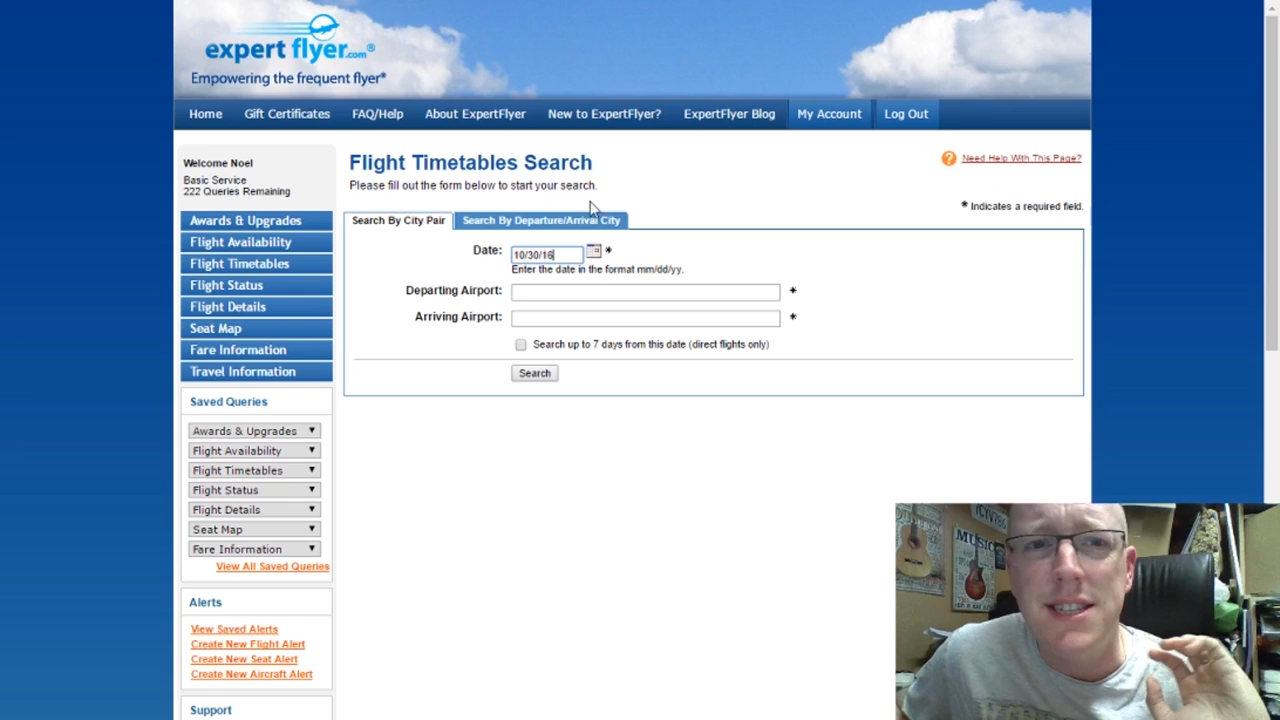 expert flyer.com®
Empowering the frequent flyer®
Home Gift Certificates FAQ/Help About ExpertFlyer New to ExpertFlyer? ExpertFlyer Blog My Account Log Out
Welcome Noel
Basic Service
222 Queries Remaining
Awards & Upgrades
Flight Availability
Flight Timetables
Flight Status
Flight Details
Seat Map
Fare Information
Travel Information
Saved Queries
Awards & Upgrades ▼
Flight Availability ▼
Flight Timetables ▼
Flight Status ▼
Flight Details ▼
Seat Map ▼
Fare Information ▼
View All Saved Queries
Alerts
View Saved Alerts
Create New Flight Alert
Create New Seat Alert
Create New Aircraft Alert
Support
Flight Timetables Search
Please fill out the form below to start your search.
? Need Help With This Page?
* Indicates a required field.
Search By City Pair Search By Departure/Arrival City
Date: 10/30/16 *
Enter the date in the format mm/dd/yy.
Departing Airport: *
Arriving Airport: *
Search up to 7 days from this date (direct flights only)
Search
MUSIC